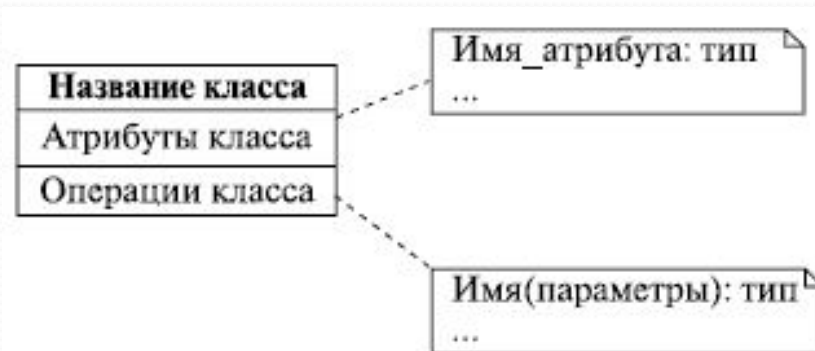 Название класса
Атрибуты класса
Операции класса
Имя_атрибута: тип
...
Имя(параметры): тип
...